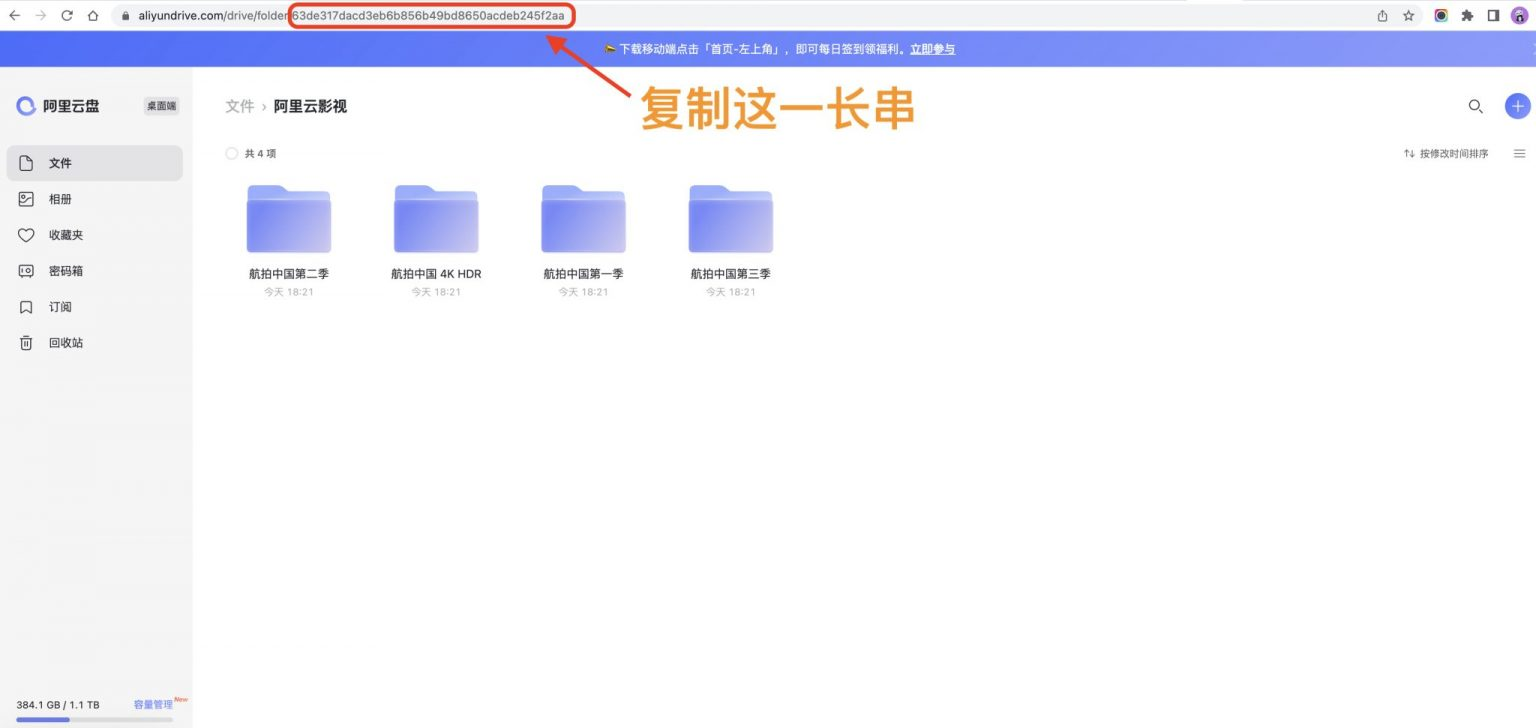 aliyundrive.com/drive/folder/63de317dacd3eb6b856b49bd8650acdeb245f2aa
下载移动端点击「首页-左上角」，即可每日签到领福利。立即参与
阿里云盘 桌面端
文件 › 阿里云影视
复制这一长串
共 4 项
按修改时间排序
文件
相册
收藏夹
密码箱
订阅
回收站
航拍中国第二季
今天 18:21
航拍中国 4K HDR
今天 18:21
航拍中国第一季
今天 18:21
航拍中国第三季
今天 18:21
384.1 GB / 1.1 TB 容量管理 New